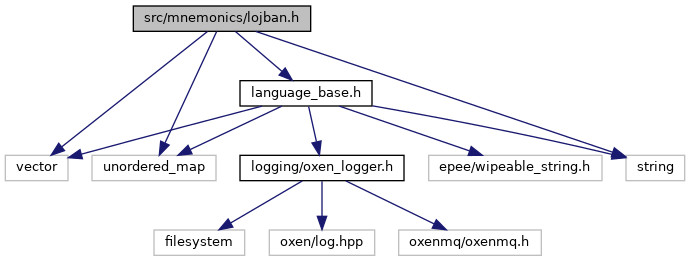 src/mnemonics/lojban.h
language_base.h
vector
unordered_map
logging/oxen_logger.h
epee/wipeable_string.h
string
filesystem
oxen/log.hpp
oxenmq/oxenmq.h